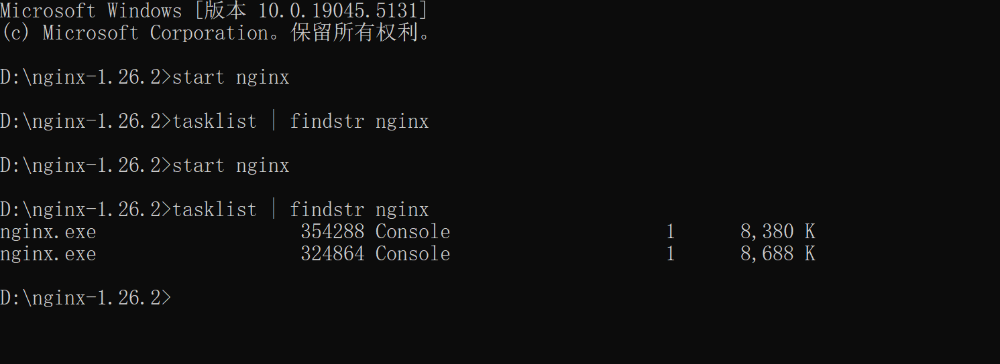 Microsoft Windows [版本 10.0.19045.5131]
(c) Microsoft Corporation。保留所有权利。
D:\nginx-1.26.2>start nginx
D:\nginx-1.26.2>tasklist | findstr nginx
D:\nginx-1.26.2>start nginx
D:\nginx-1.26.2>tasklist | findstr nginx
nginx.exe                   354288 Console                    1      8,380 K
nginx.exe                   324864 Console                    1      8,688 K
D:\nginx-1.26.2>